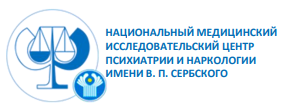 НАЦИОНАЛЬНЫЙ МЕДИЦИНСКИЙ
ИССЛЕДОВАТЕЛЬСКИЙ ЦЕНТР
ПСИХИАТРИИ И НАРКОЛОГИИ
ИМЕНИ В. П. СЕРБСКОГО